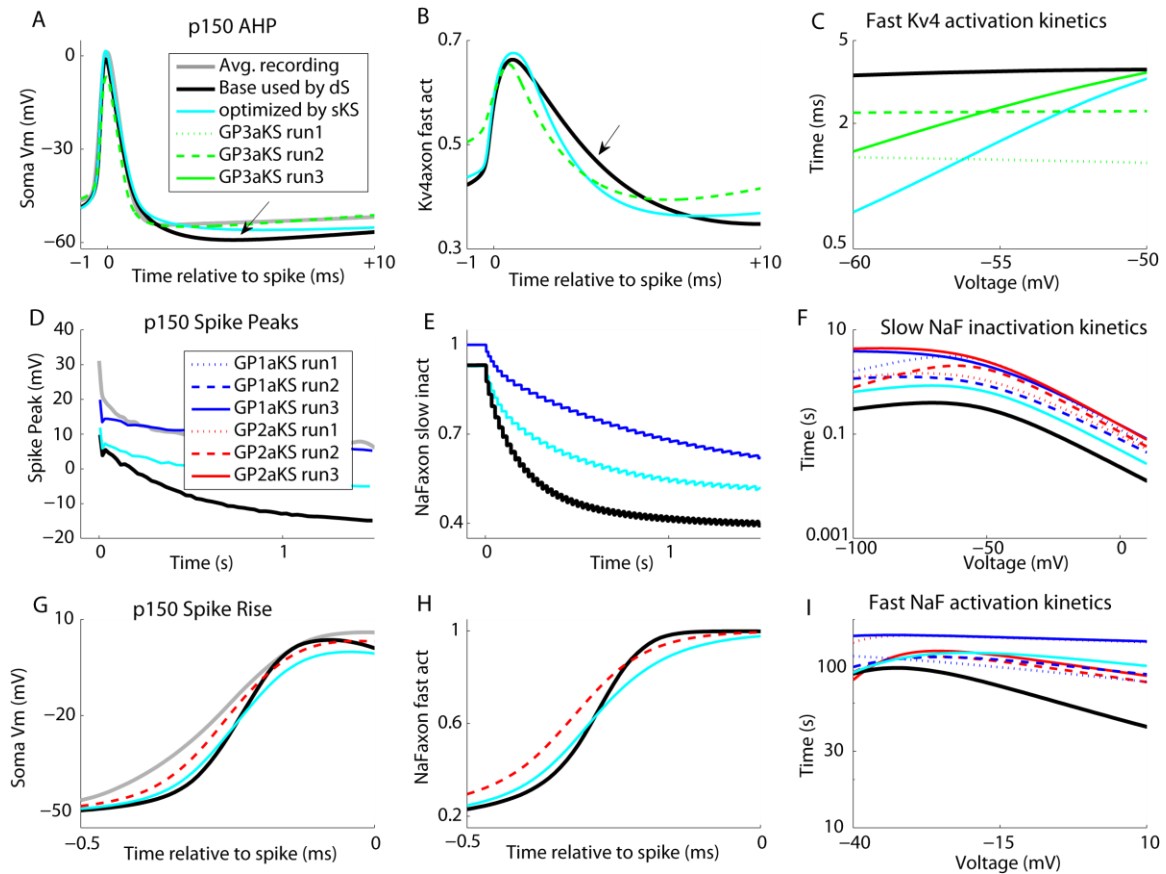 A
p150 AHP
0
−30
−60
Soma Vm (mV)
Avg. recording
Base used by dS
optimized by sKS
GP3aKS run1
GP3aKS run2
GP3aKS run3
−1
0
+10
Time relative to spike (ms)
B
0.7
0.5
0.3
Kv4axon fast act
−1
0
+10
Time relative to spike (ms)
C
Fast Kv4 activation kinetics
5
2
0.5
Time (ms)
−60
−55
−50
Voltage (mV)
D
p150 Spike Peaks
40
30
20
10
0
−10
−20
Spike Peak (mV)
GP1aKS run1
GP1aKS run2
GP1aKS run3
GP2aKS run1
GP2aKS run2
GP2aKS run3
0
1
Time (s)
E
1
0.7
0.4
NaFaxon slow inact
0
1
Time (s)
F
Slow NaF inactivation kinetics
10
0.1
0.001
Time (s)
−100
−50
0
Voltage (mV)
G
p150 Spike Rise
10
−20
−50
Soma Vm (mV)
−0.5
0
Time relative to spike (ms)
H
1
0.6
0.2
NaFaxon fast act
−0.5
0
Time relative to spike (ms)
I
Fast NaF activation kinetics
100
30
10
Time (s)
−40
−15
10
Voltage (mV)